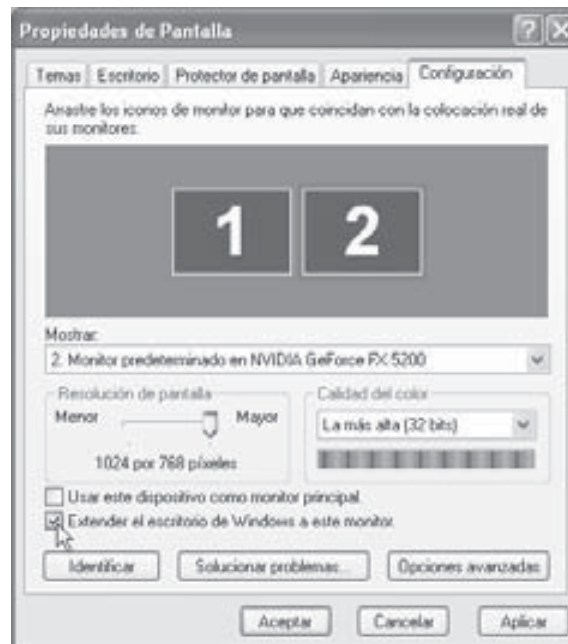 Propiedades de Pantalla
Temas Escritorio Protector de pantalla Apariencia Configuración
Arrastre los iconos de monitor para que coincidan con la colocación real de
sus monitores.
1 2
Mostrar:
2. Monitor predeterminado en NVIDIA GeForce FX 5200
Resolución de pantalla Calidad del color
Menor Mayor La más alta (32 bits)
1024 por 768 píxeles
Usar este dispositivo como monitor principal.
Extender el escritorio de Windows a este monitor.
Identificar Solucionar problemas... Opciones avanzadas
Aceptar Cancelar Aplicar